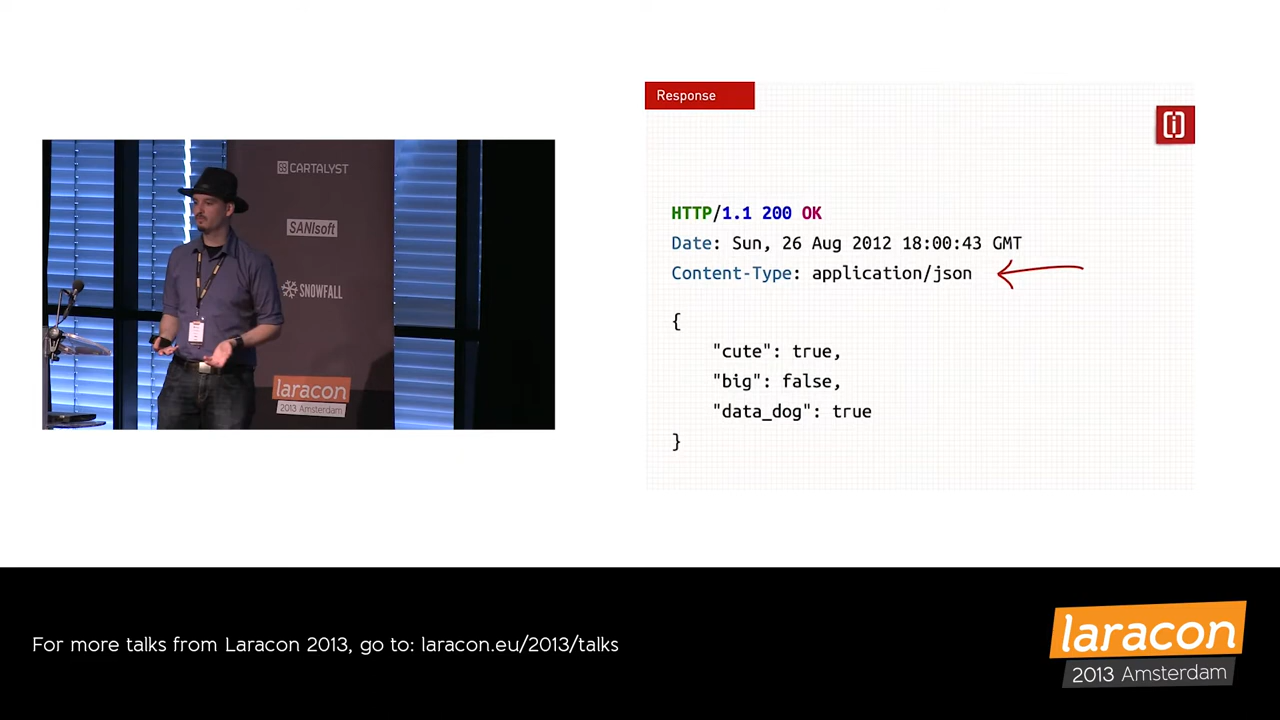 CARTALYST
SANIsoft
SNOWFALL
laracon
2013 Amsterdam
Response
HTTP/1.1 200 OK
Date: Sun, 26 Aug 2012 18:00:43 GMT
Content-Type: application/json
{
"cute": true,
"big": false,
"data_dog": true
}
For more talks from Laracon 2013, go to: laracon.eu/2013/talks
laracon
2013 Amsterdam